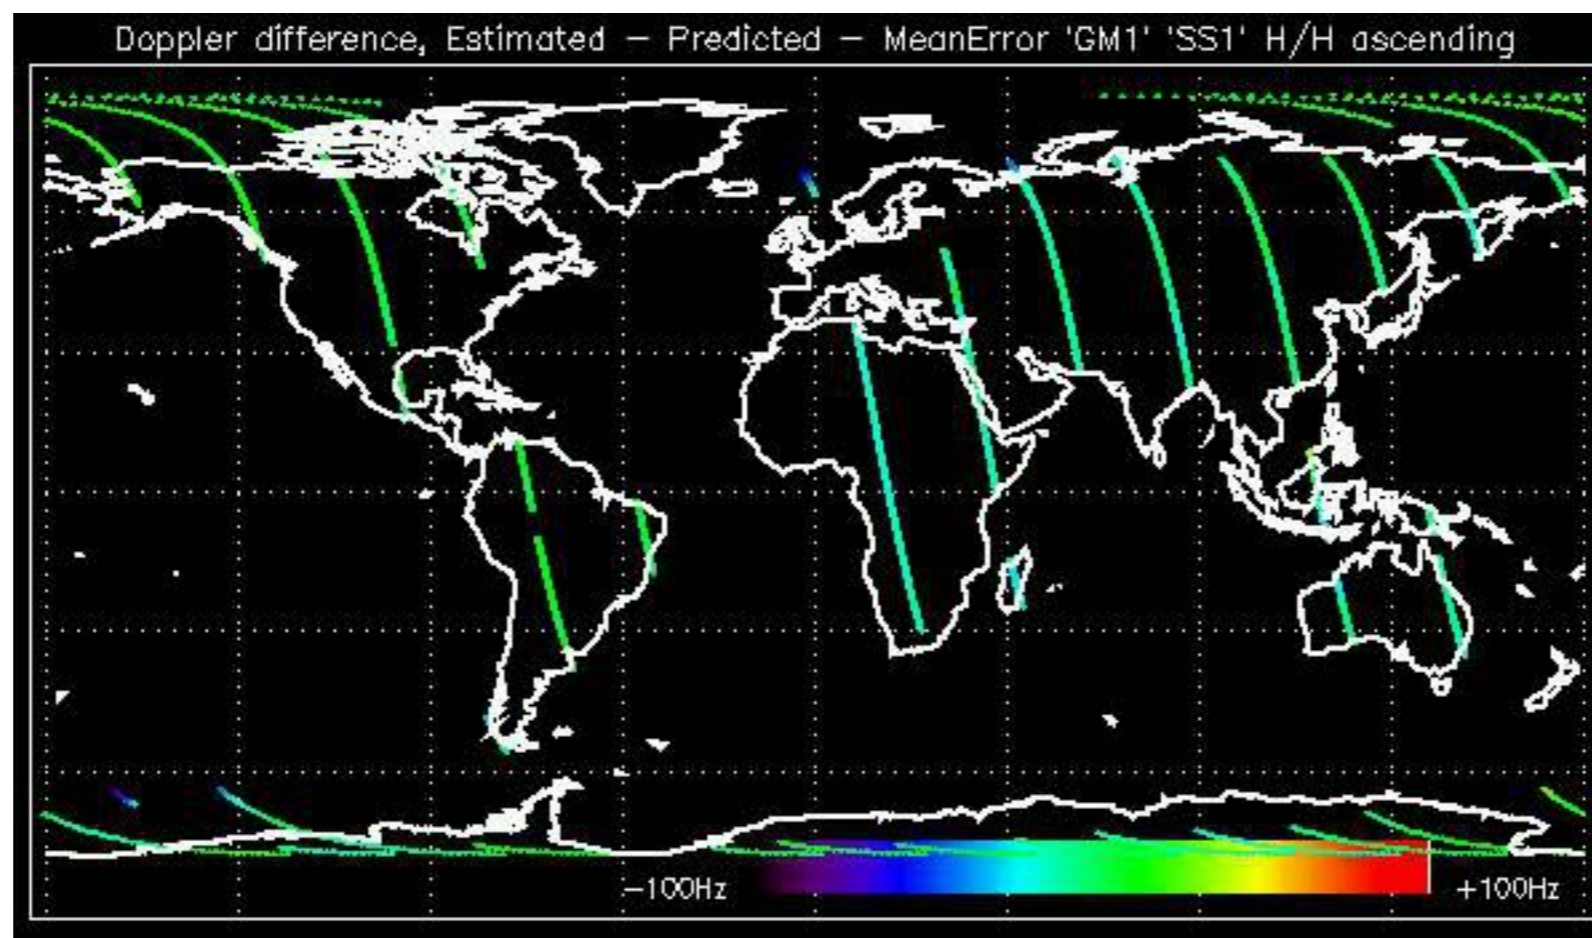 Doppler difference, Estimated − Predicted − MeanError 'GM1' 'SS1' H/H ascending
−100Hz +100Hz